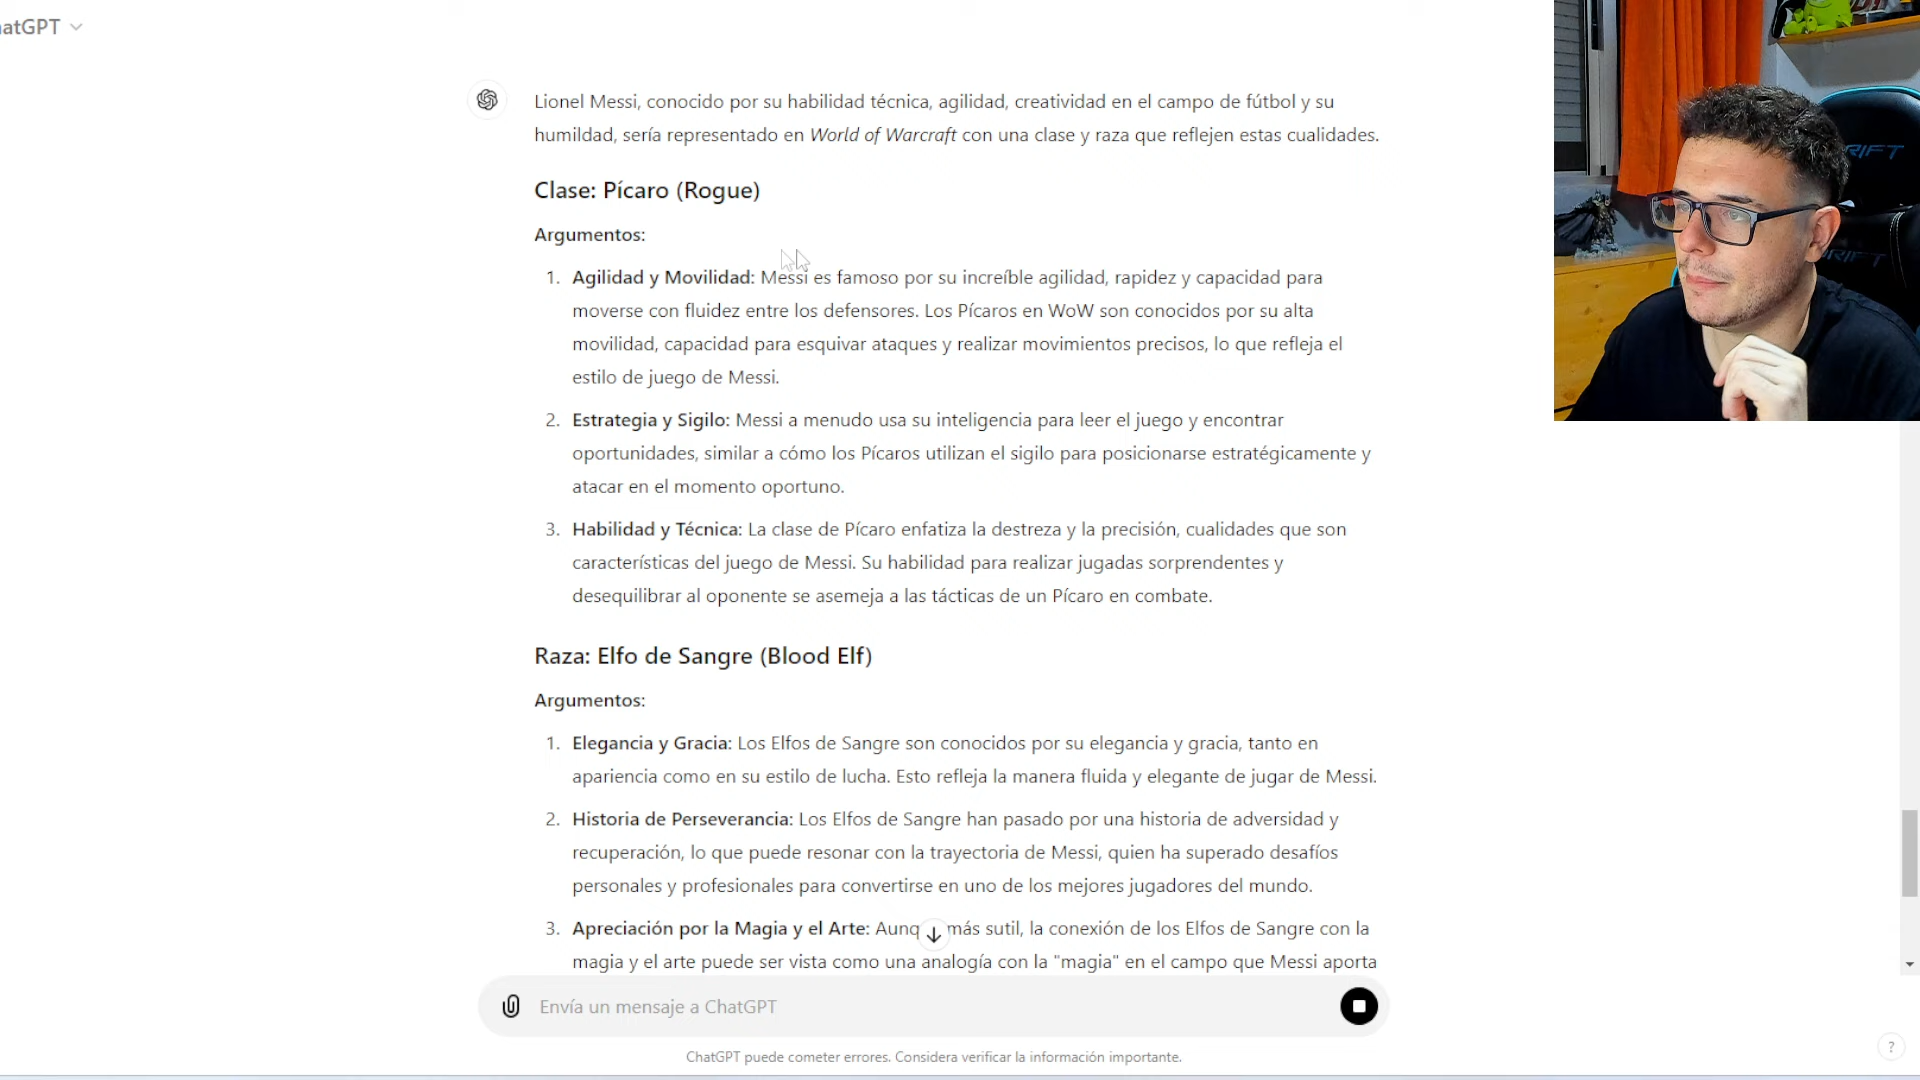 atGPT
Lionel Messi, conocido por su habilidad técnica, agilidad, creatividad en el campo de fútbol y su
humildad, sería representado en World of Warcraft con una clase y raza que reflejen estas cualidades.
Clase: Pícaro (Rogue)
Argumentos:
1. Agilidad y Movilidad: Messi es famoso por su increíble agilidad, rapidez y capacidad para
moverse con fluidez entre los defensores. Los Pícaros en WoW son conocidos por su alta
movilidad, capacidad para esquivar ataques y realizar movimientos precisos, lo que refleja el
estilo de juego de Messi.
2. Estrategia y Sigilo: Messi a menudo usa su inteligencia para leer el juego y encontrar
oportunidades, similar a cómo los Pícaros utilizan el sigilo para posicionarse estratégicamente y
atacar en el momento oportuno.
3. Habilidad y Técnica: La clase de Pícaro enfatiza la destreza y la precisión, cualidades que son
características del juego de Messi. Su habilidad para realizar jugadas sorprendentes y
desequilibrar al oponente se asemeja a las tácticas de un Pícaro en combate.
Raza: Elfo de Sangre (Blood Elf)
Argumentos:
1. Elegancia y Gracia: Los Elfos de Sangre son conocidos por su elegancia y gracia, tanto en
apariencia como en su estilo de lucha. Esto refleja la manera fluida y elegante de jugar de Messi.
2. Historia de Perseverancia: Los Elfos de Sangre han pasado por una historia de adversidad y
recuperación, lo que puede resonar con la trayectoria de Messi, quien ha superado desafíos
personales y profesionales para convertirse en uno de los mejores jugadores del mundo.
3. Apreciación por la Magia y el Arte: Aunq más sutil, la conexión de los Elfos de Sangre con la
magia y el arte puede ser vista como una analogía con la "magia" en el campo que Messi aporta
Envía un mensaje a ChatGPT
ChatGPT puede cometer errores. Considera verificar la información importante.
?
RIFT
RIFT